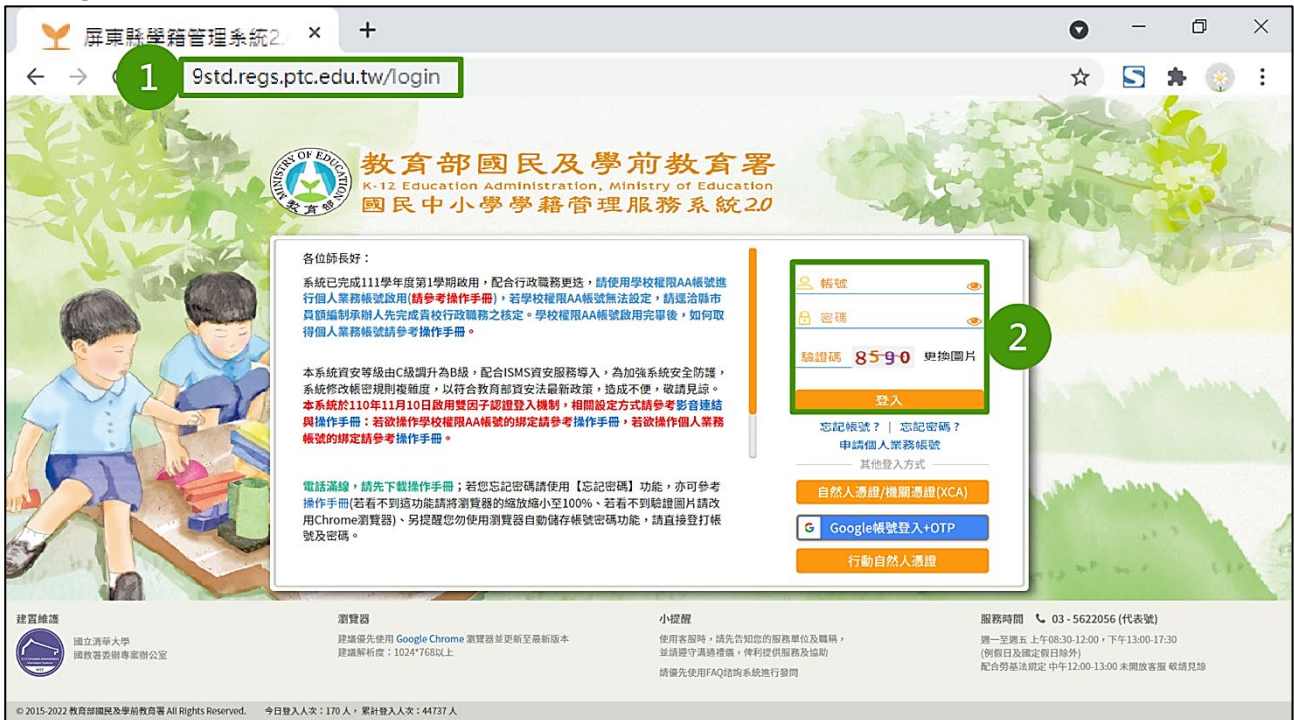 屏東縣學籍管理系統2.
1
9std.regs.ptc.edu.tw/login
MINISTRY OF EDUCATION
教育部
教育部國民及學前教育署
K-12 Education Administration, Ministry of Education
國民中小學學籍管理服務系統2.0
各位師長好：
系統已完成111學年度第1學期啟用，配合行政職務更迭，請使用學校權限AA帳號進
行個人業務帳號啟用(請參考操作手冊)，若學校權限AA帳號無法設定，請逕洽縣市
員額編制承辦人先完成貴校行政職務之核定。學校權限AA帳號啟用完畢後，如何取
得個人業務帳號請參考操作手冊。
本系統資安等級由C級調升為B級，配合ISMS資安服務導入，為加強系統安全防護，
系統修改帳密規則複雜度，以符合教育部資安法最新政策，造成不便，敬請見諒。
本系統於110年11月10日啟用雙因子認證登入機制，相關設定方式請參考影音連結
與操作手冊：若欲操作學校權限AA帳號的綁定請參考操作手冊，若欲操作個人業務
帳號的綁定請參考操作手冊。
電話滿線，請先下載操作手冊；若您忘記密碼請使用【忘記密碼】功能，亦可參考
操作手冊(若看不到這功能請將瀏覽器的縮放縮小至100%、若看不到驗證圖片請改
用Chrome瀏覽器)、另提醒您勿使用瀏覽器自動儲存帳號密碼功能，請直接登打帳
號及密碼。
帳號
密碼
2
驗證碼 8590 更換圖片
登入
忘記帳號？ | 忘記密碼？
申請個人業務帳號
其他登入方式
自然人憑證/機關憑證(XCA)
G Google帳號登入+OTP
行動自然人憑證
建置維護
國立清華大學
國教署委辦專案辦公室
瀏覽器
建議優先使用 Google Chrome 瀏覽器並更新至最新版本
建議解析度：1024*768以上
小提醒
使用客服時，請先告知您的服務單位及職稱，
並請遵守溝通禮儀，俾利提供服務及協助
請優先使用FAQ諮詢系統進行發問
服務時間 03 - 5622056 (代表號)
週一至週五 上午08:30-12:00，下午13:00-17:30
(例假日及國定假日除外)
配合勞基法規定 中午12:00-13:00 未開放客服 敬請見諒
© 2015-2022 教育部國民及學前教育署 All Rights Reserved. 今日登入人次：170 人， 累計登入人次：44737 人